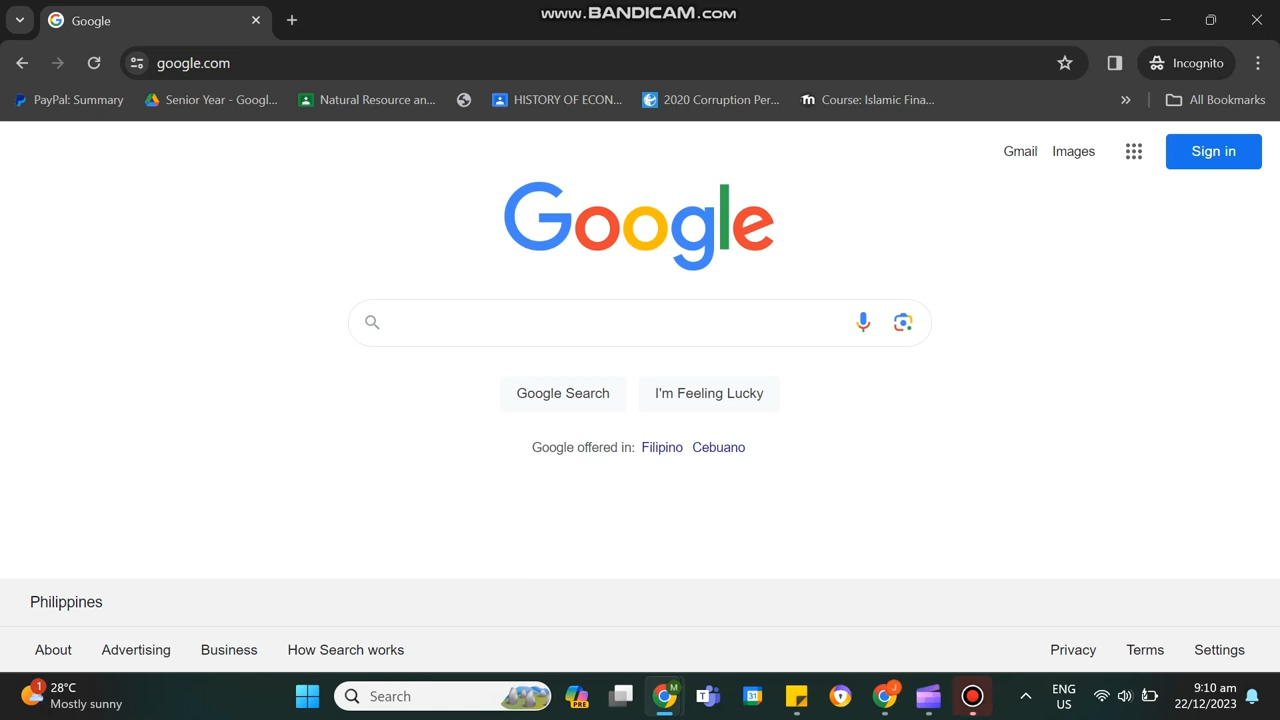 www.BANDICAM.com
Google
google.com
Incognito
PayPal: Summary
Senior Year - Googl...
Natural Resource an...
HISTORY OF ECON...
2020 Corruption Per...
Course: Islamic Fina...
All Bookmarks
Gmail
Images
Sign in
Google
Google Search
I'm Feeling Lucky
Google offered in: Filipino Cebuano
Philippines
About
Advertising
Business
How Search works
Privacy
Terms
Settings
1
28°C
Mostly sunny
Search
PRE
M
T
31
J
ENG
US
9:10 am
22/12/2023